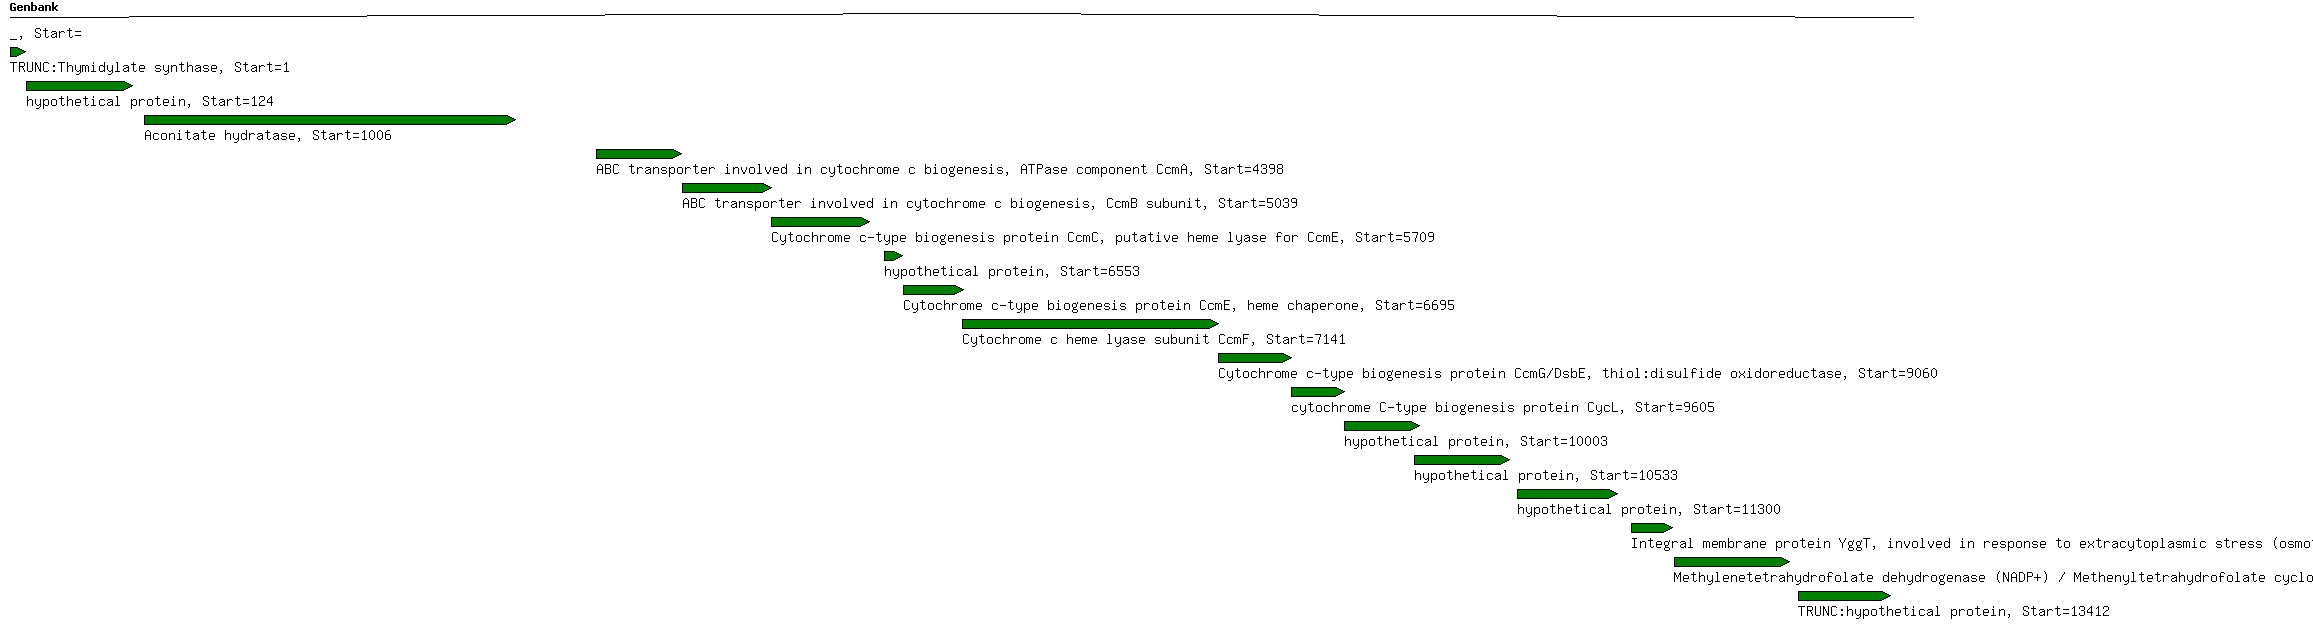 Genbank
_, Start=
TRUNC:Thymidylate synthase, Start=1
hypothetical protein, Start=124
Aconitate hydratase, Start=1006
ABC transporter involved in cytochrome c biogenesis, ATPase component CcmA, Start=4398
ABC transporter involved in cytochrome c biogenesis, CcmB subunit, Start=5039
Cytochrome c-type biogenesis protein CcmC, putative heme lyase for CcmE, Start=5709
hypothetical protein, Start=6553
Cytochrome c-type biogenesis protein CcmE, heme chaperone, Start=6695
Cytochrome c heme lyase subunit CcmF, Start=7141
Cytochrome c-type biogenesis protein CcmG/DsbE, thiol:disulfide oxidoreductase, Start=9060
cytochrome C-type biogenesis protein CycL, Start=9605
hypothetical protein, Start=10003
hypothetical protein, Start=10533
hypothetical protein, Start=11300
Integral membrane protein YggT, involved in response to extracytoplasmic stress (osmo
Methylenetetrahydrofolate dehydrogenase (NADP+) / Methenyltetrahydrofolate cyclo
TRUNC:hypothetical protein, Start=13412